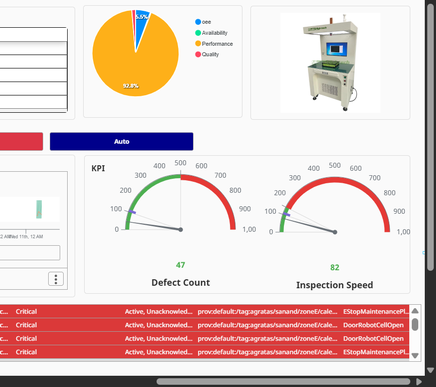 5.5%
92.8%
oee
Availability
Performance
Quality
Auto
KPI
0
100
200
300
400
500
600
700
800
900
1,00
47
Defect Count
0
100
200
300
400
500
600
700
800
900
1,00
82
Inspection Speed
11th, 12 AM
c... Critical Active, Unacknowled... prov:default:/tag:agratas/sanand/zoneE/cale... EStopMaintenancePl...
c... Critical Active, Unacknowled... prov:default:/tag:agratas/sanand/zoneE/cale... DoorRobotCellOpen
c... Critical Active, Unacknowled... prov:default:/tag:agratas/sanand/zoneE/cale... DoorRobotCellOpen
c... Critical Active, Unacknowled... prov:default:/tag:agratas/sanand/zoneE/cale... EStopMaintenancePl...